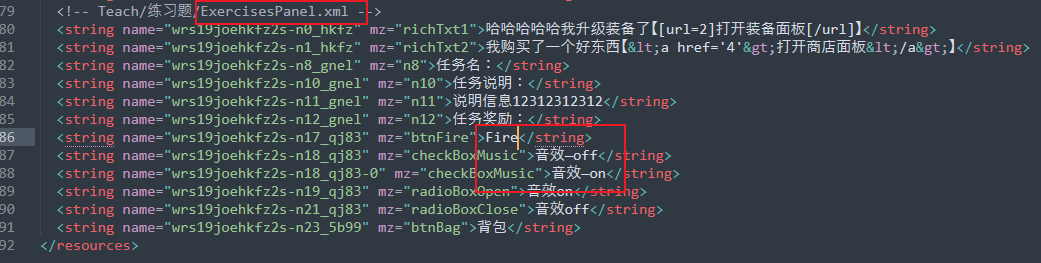 79 <!-- Teach/练习题/ExercisesPanel.xml -->
80 <string name="wrs19joehkfz2s-n0_hkfz" mz="richTxt1">哈哈哈哈哈我升级装备了【[url=2]打开装备面板[/url]】</string>
81 <string name="wrs19joehkfz2s-n1_hkfz" mz="richTxt2">我购买了一个好东西【&lt;a href='4'&gt;打开商店面板&lt;/a&gt;】</string>
82 <string name="wrs19joehkfz2s-n8_gnel" mz="n8">任务名：</string>
83 <string name="wrs19joehkfz2s-n10_gnel" mz="n10">任务说明：</string>
84 <string name="wrs19joehkfz2s-n11_gnel" mz="n11">说明信息12312312312</string>
85 <string name="wrs19joehkfz2s-n12_gnel" mz="n12">任务奖励：</string>
86 <string name="wrs19joehkfz2s-n17_qj83" mz="btnFire">Fire</string>
87 <string name="wrs19joehkfz2s-n18_qj83" mz="checkBoxMusic">音效—off</string>
88 <string name="wrs19joehkfz2s-n18_qj83-0" mz="checkBoxMusic">音效—on</string>
89 <string name="wrs19joehkfz2s-n19_qj83" mz="radioBoxOpen">音效on</string>
90 <string name="wrs19joehkfz2s-n21_qj83" mz="radioBoxClose">音效off</string>
91 <string name="wrs19joehkfz2s-n23_5b99" mz="btnBag">背包</string>
92 </resources>